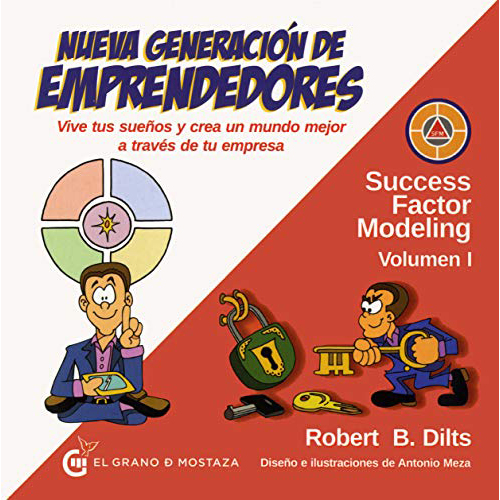 NUEVA GENERACIÓN DE
EMPRENDEDORES
Vive tus sueños y crea un mundo mejor
a través de tu empresa
SFM
Success
Factor
Modeling
Volumen I
Robert B. Dilts
EL GRANO Đ MOSTAZA
Diseño e ilustraciones de Antonio Meza